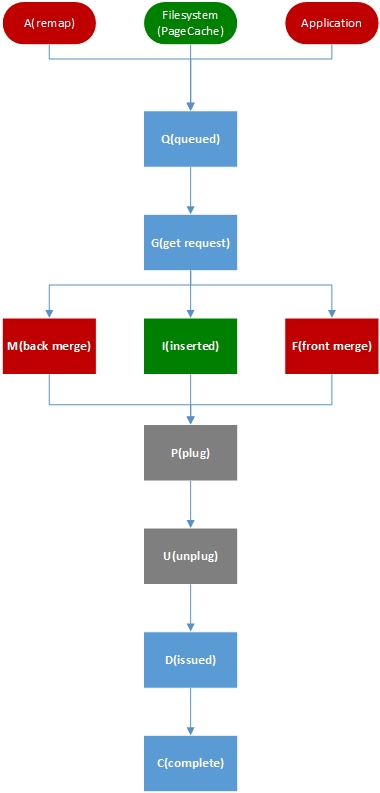 A(remap)
Filesystem
(PageCache)
Application
Q(queued)
G(get request)
M(back merge)
I(inserted)
F(front merge)
P(plug)
U(unplug)
D(issued)
C(complete)